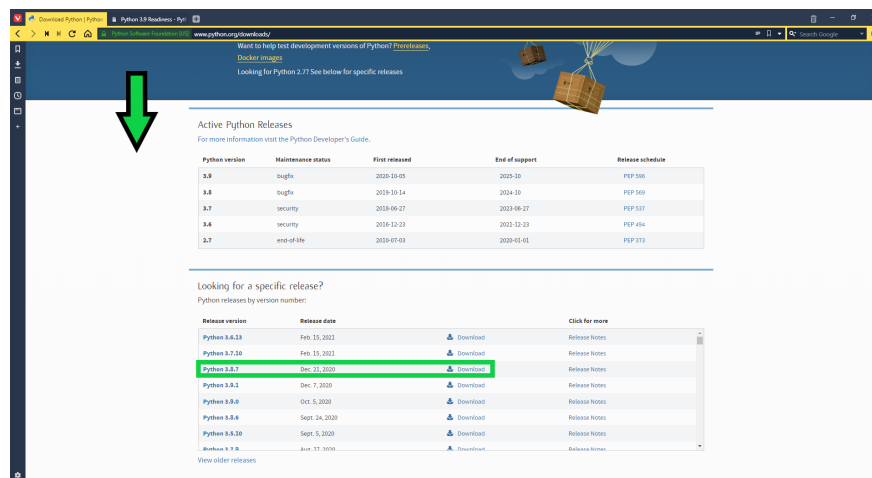 Download Python | Python
Python 3.9 Readiness - Pyt
Python Software Foundation [US] www.python.org/downloads/
Search Google
Want to help test development versions of Python? Prereleases,
Docker images
Looking for Python 2.7? See below for specific releases
Active Python Releases
For more information visit the Python Developer's Guide.
Python version Maintenance status First released End of support Release schedule
3.9 bugfix 2020-10-05 2025-10 PEP 596
3.8 bugfix 2019-10-14 2024-10 PEP 569
3.7 security 2018-06-27 2023-06-27 PEP 537
3.6 security 2016-12-23 2021-12-23 PEP 494
2.7 end-of-life 2010-07-03 2020-01-01 PEP 373
Looking for a specific release?
Python releases by version number:
Release version Release date Click for more
Python 3.6.13 Feb. 15, 2021 Download Release Notes
Python 3.7.10 Feb. 15, 2021 Download Release Notes
Python 3.8.7 Dec. 21, 2020 Download Release Notes
Python 3.9.1 Dec. 7, 2020 Download Release Notes
Python 3.9.0 Oct. 5, 2020 Download Release Notes
Python 3.8.6 Sept. 24, 2020 Download Release Notes
Python 3.5.10 Sept. 5, 2020 Download Release Notes
Python 3.7.9 Aug. 17, 2020 Download Release Notes
View older releases